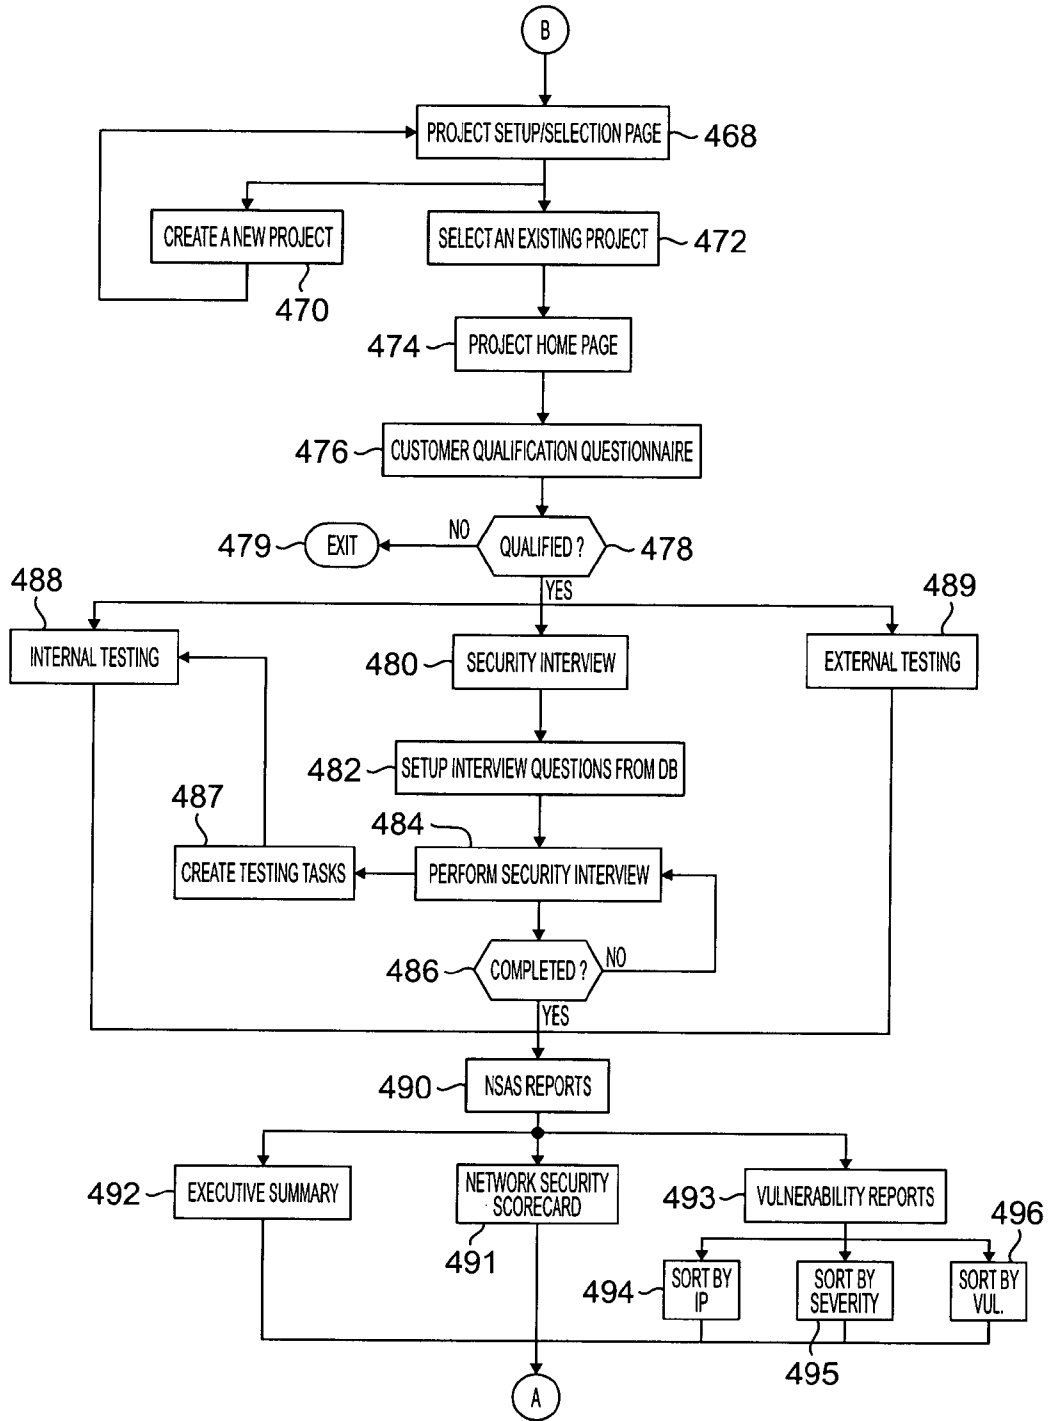 B
PROJECT SETUP/SELECTION PAGE
468
CREATE A NEW PROJECT
SELECT AN EXISTING PROJECT
472
470
474
PROJECT HOME PAGE
476
CUSTOMER QUALIFICATION QUESTIONNAIRE
479
EXIT
NO
QUALIFIED ?
478
488
YES
489
INTERNAL TESTING
480
SECURITY INTERVIEW
EXTERNAL TESTING
482
SETUP INTERVIEW QUESTIONS FROM DB
487
484
CREATE TESTING TASKS
PERFORM SECURITY INTERVIEW
486
COMPLETED ?
NO
YES
490
NSAS REPORTS
492
EXECUTIVE SUMMARY
NETWORK SECURITY
SCORECARD
491
493
VULNERABILITY REPORTS
496
494
SORT BY
IP
SORT BY
SEVERITY
SORT BY
VUL.
495
A